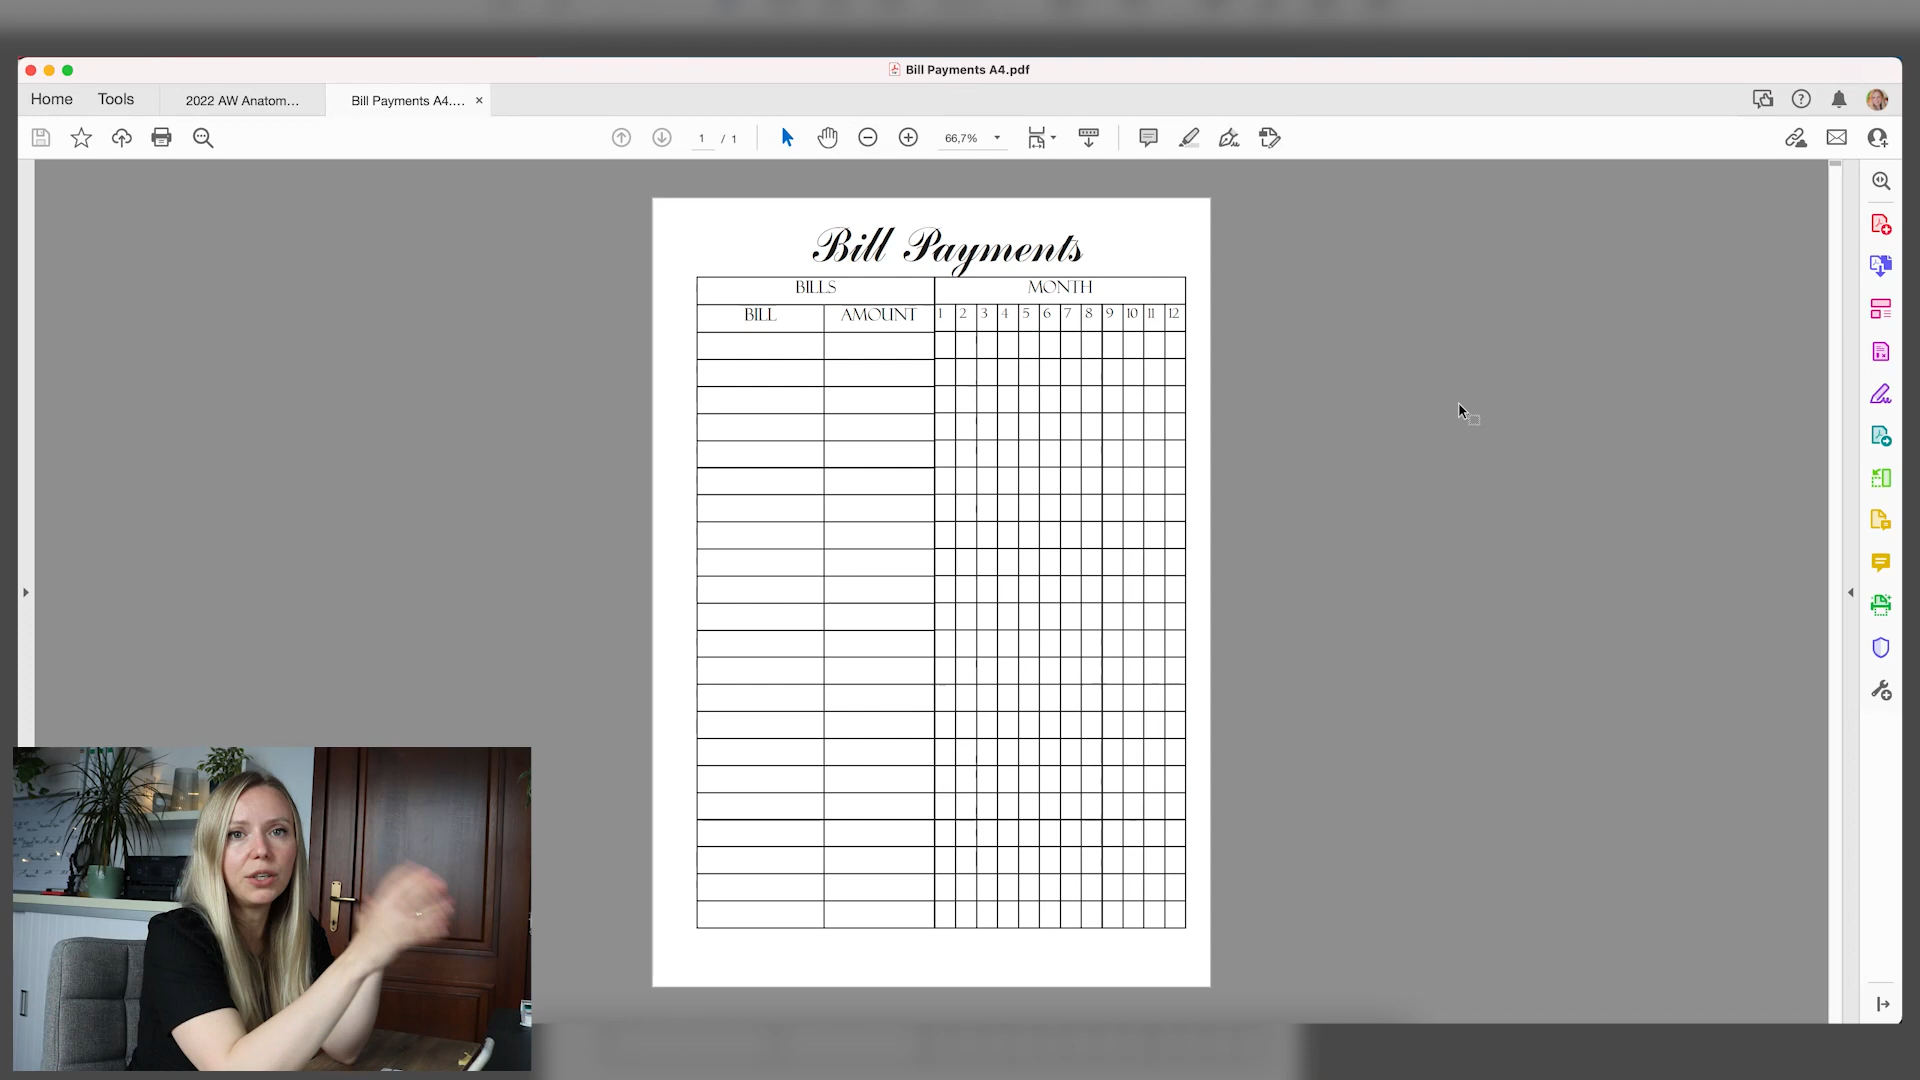 Bill Payments A4.pdf
Home Tools 2022 AW Anatom... Bill Payments A4.... ×
1 / 1 66,7%
Bill Payments
BILLS MONTH
BILL AMOUNT 1 2 3 4 5 6 7 8 9 10 11 12